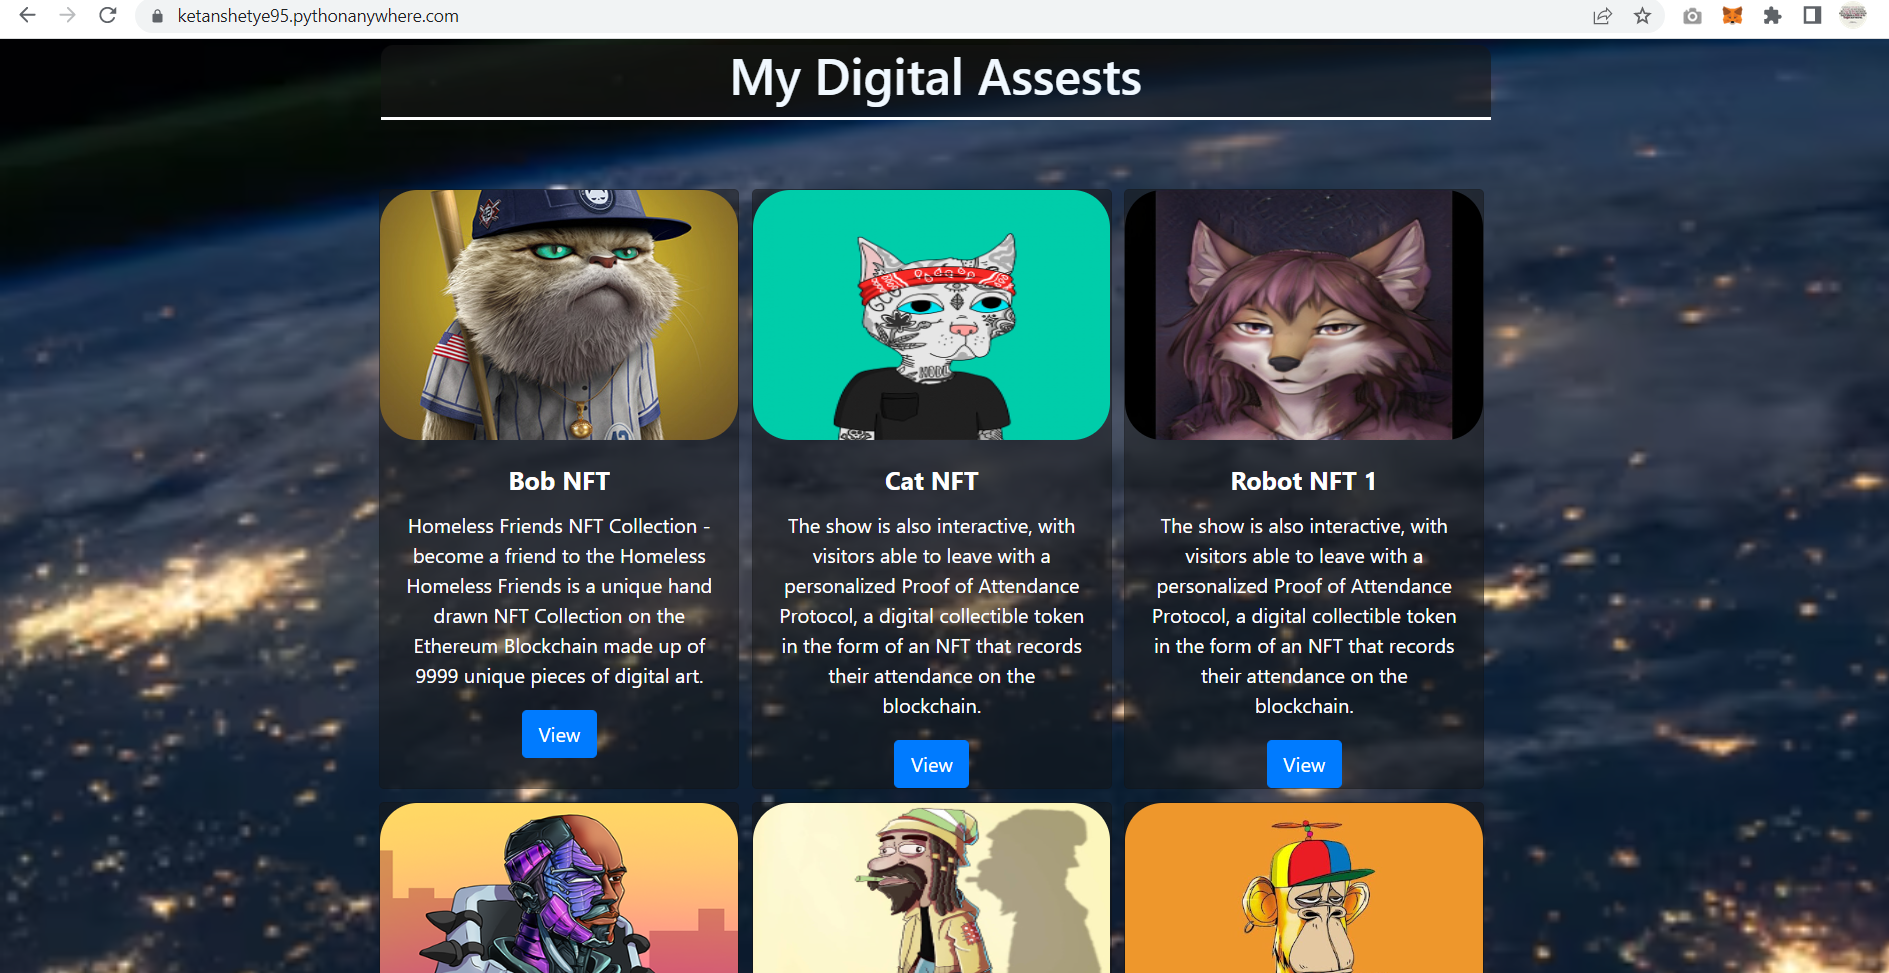 ketanshetye95.pythonanywhere.com
My Digital Assests
Bob NFT
Homeless Friends NFT Collection -
become a friend to the Homeless
Homeless Friends is a unique hand
drawn NFT Collection on the
Ethereum Blockchain made up of
9999 unique pieces of digital art.
View
HODL
Cat NFT
The show is also interactive, with
visitors able to leave with a
personalized Proof of Attendance
Protocol, a digital collectible token
in the form of an NFT that records
their attendance on the
blockchain.
View
Robot NFT 1
The show is also interactive, with
visitors able to leave with a
personalized Proof of Attendance
Protocol, a digital collectible token
in the form of an NFT that records
their attendance on the
blockchain.
View